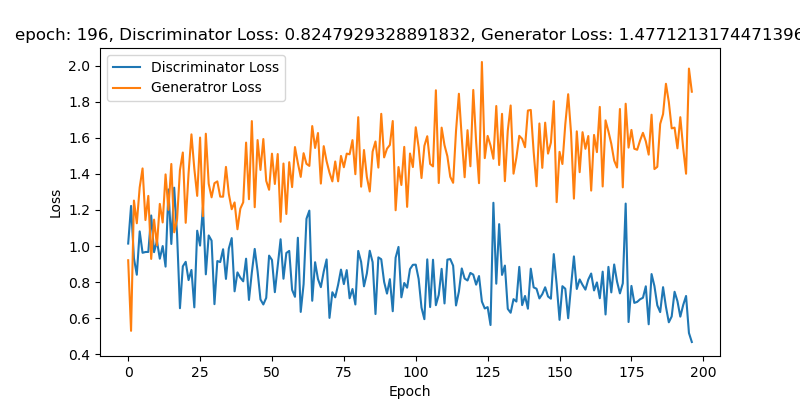 epoch: 196, Discriminator Loss: 0.8247929328891832, Generator Loss: 1.4771213174471396
Discriminator Loss
Generatror Loss
2.0
1.8
1.6
1.4
1.2
1.0
0.8
0.6
0.4
Loss
0 25 50 75 100 125 150 175 200
Epoch